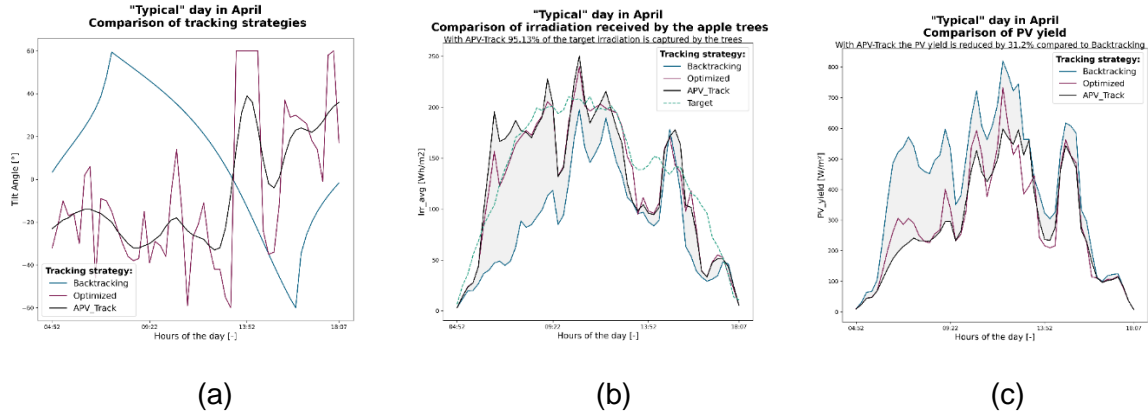 "Typical" day in April
Comparison of tracking strategies
60
40
20
0
-20
-40
-60
Tilt Angle [°]
Tracking strategy:
Backtracking
Optimized
APV_Track
04:52
09:22
13:52
18:07
Hours of the day [-]
(a)
"Typical" day in April
Comparison of irradiation received by the apple trees
With APV-Track 95.13% of the target irradiation is captured by the trees
250
200
150
100
50
0
Irr_avg [Wh/m2]
Tracking strategy:
Backtracking
Optimized
APV_Track
Target
04:52
09:22
13:52
18:07
Hours of the day [-]
(b)
"Typical" day in April
Comparison of PV yield
With APV-Track the PV yield is reduced by 31.2% compared to Backtracking
800
700
600
500
400
300
200
100
0
PV_yield [W/m²]
Tracking strategy:
Backtracking
Optimized
APV_Track
04:52
09:22
13:52
18:07
Hours of the day [-]
(c)